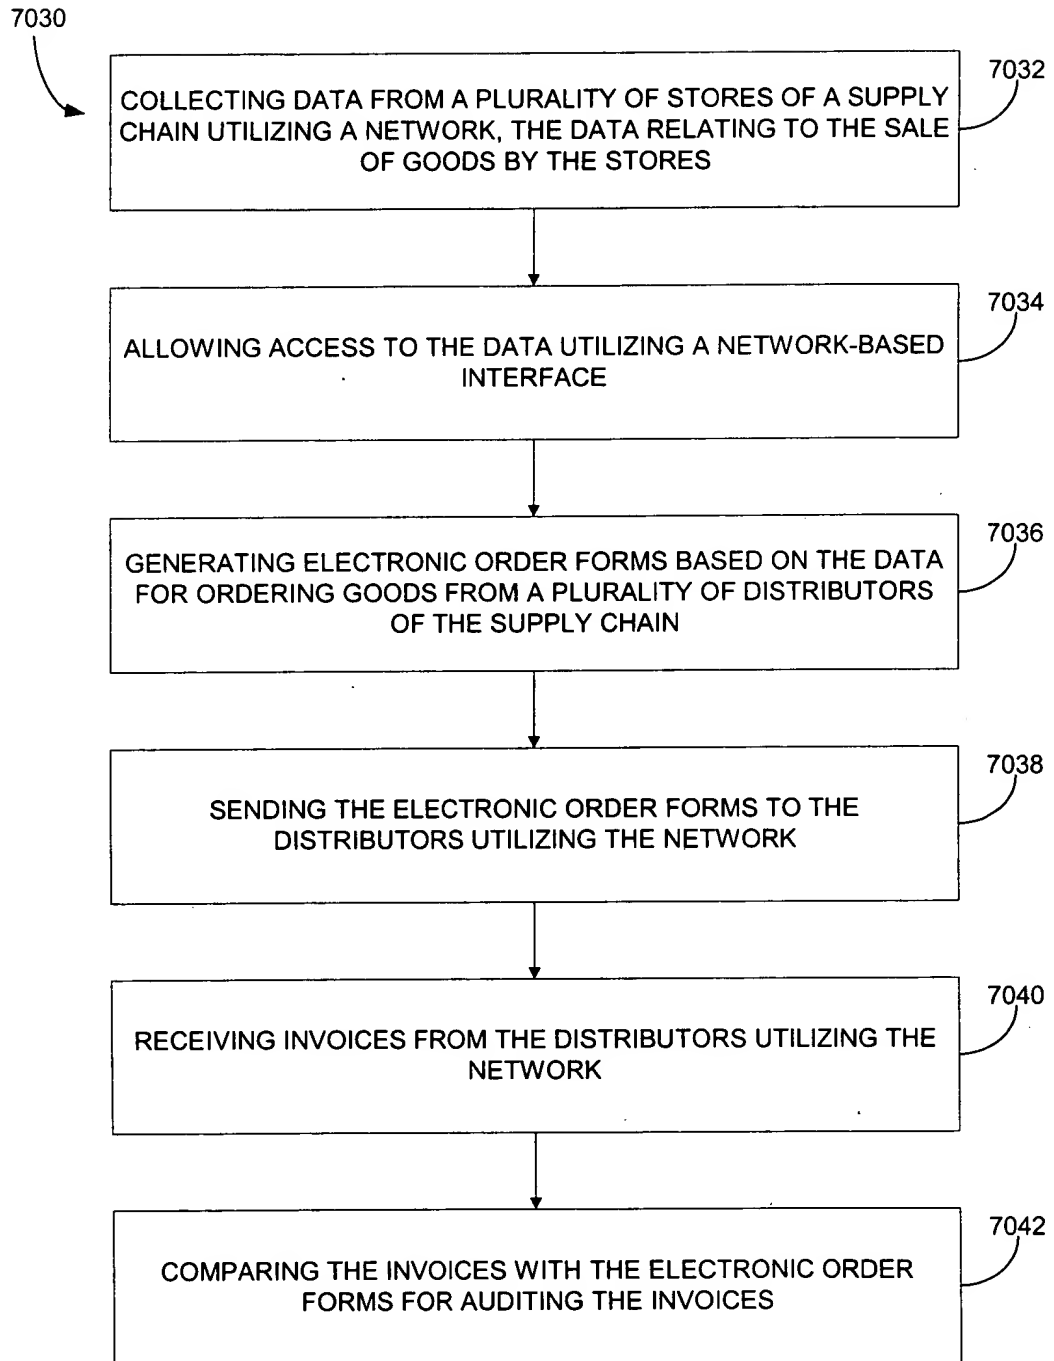 7030
7032
COLLECTING DATA FROM A PLURALITY OF STORES OF A SUPPLY
CHAIN UTILIZING A NETWORK, THE DATA RELATING TO THE SALE
OF GOODS BY THE STORES
7034
ALLOWING ACCESS TO THE DATA UTILIZING A NETWORK-BASED
INTERFACE
7036
GENERATING ELECTRONIC ORDER FORMS BASED ON THE DATA
FOR ORDERING GOODS FROM A PLURALITY OF DISTRIBUTORS
OF THE SUPPLY CHAIN
7038
SENDING THE ELECTRONIC ORDER FORMS TO THE
DISTRIBUTORS UTILIZING THE NETWORK
7040
RECEIVING INVOICES FROM THE DISTRIBUTORS UTILIZING THE
NETWORK
7042
COMPARING THE INVOICES WITH THE ELECTRONIC ORDER
FORMS FOR AUDITING THE INVOICES